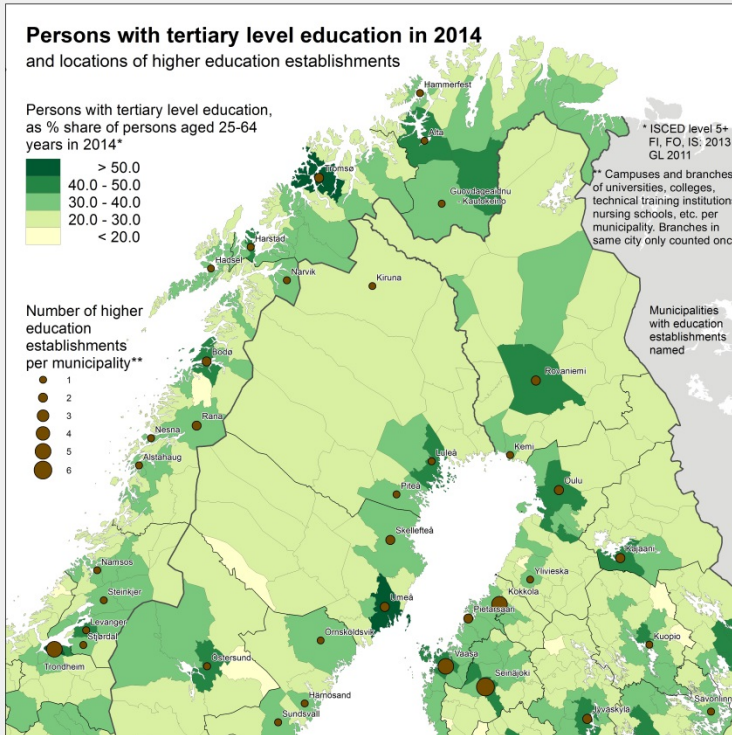 Persons with tertiary level education in 2014
and locations of higher education establishments
Persons with tertiary level education,
as % share of persons aged 25-64
years in 2014*
> 50.0
40.0 - 50.0
30.0 - 40.0
20.0 - 30.0
< 20.0
* ISCED level 5+
FI, FO, IS; 2013
GL 2011
** Campuses and branches
of universities, colleges,
technical training institution
nursing schools, etc. per
municipality. Branches in
same city only counted onc
Municipalities
with education
establishments
named
Number of higher
education
establishments
per municipality**
1
2
3
4
5
6
Hammerfest
Alta
Tromsø
Guovdageaidnu
- Kautokeino
Harstad
Hadsel
Narvik
Kiruna
Bodø
Rovaniemi
Rana
Nesna
Alstahaug
Kemi
Luleå
Piteå
Oulu
Skellefteå
Kajaani
Namsos
Ylivieska
Steinkjer
Umeå
Kokkola
Pietarsaari
Levanger
Stjørdal
Trondheim
Örnsköldsvik
Kuopio
Östersund
Vaasa
Seinäjoki
Härnösand
Savonlinn
Sundsvall
Jyväskylä